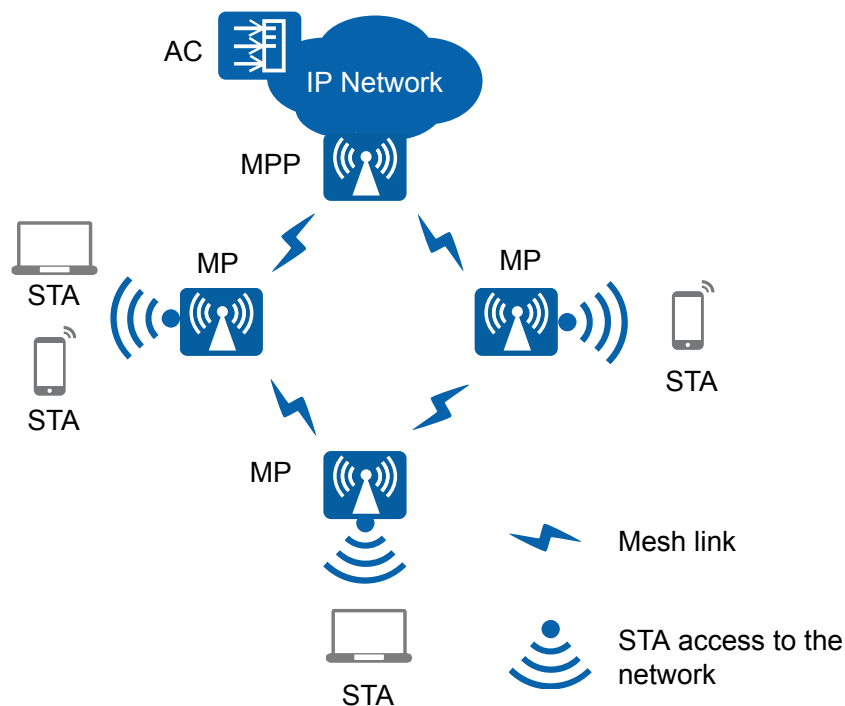 AC
IP Network
MPP
MP
MP
STA
STA
STA
MP
Mesh link
STA access to the
network
STA